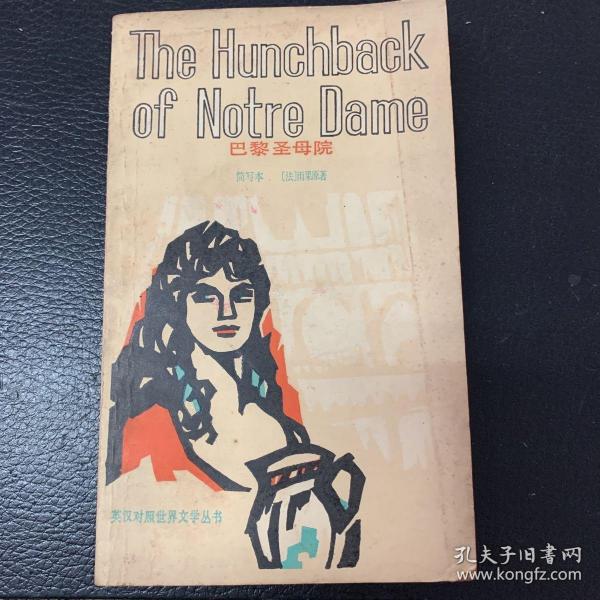 The Hunchback
of Notre Dame
巴黎圣母院
简写本 〔法〕雨果原著
英汉对照世界文学丛书
孔夫子旧书网
www.kongfz.com